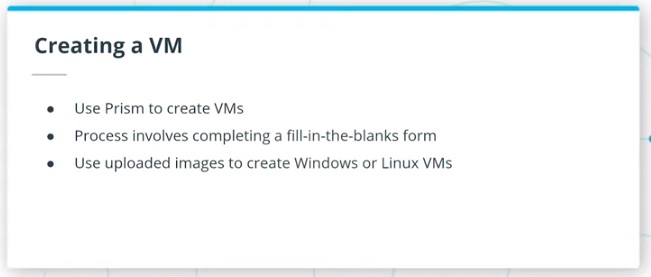 Creating a VM
• Use Prism to create VMs
• Process involves completing a fill-in-the-blanks form
• Use uploaded images to create Windows or Linux VMs